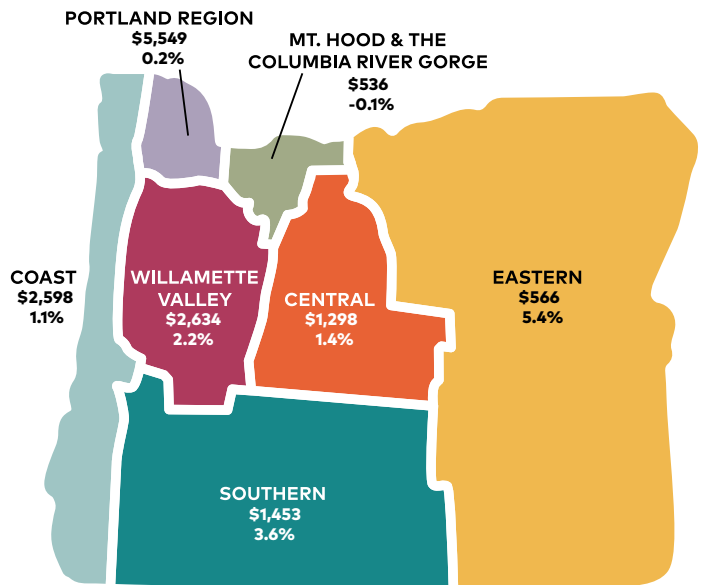 PORTLAND REGION
$5,549
0.2%
MT. HOOD & THE
COLUMBIA RIVER GORGE
$536
-0.1%
COAST
$2,598
1.1%
WILLAMETTE
VALLEY
$2,634
2.2%
CENTRAL
$1,298
1.4%
EASTERN
$566
5.4%
SOUTHERN
$1,453
3.6%